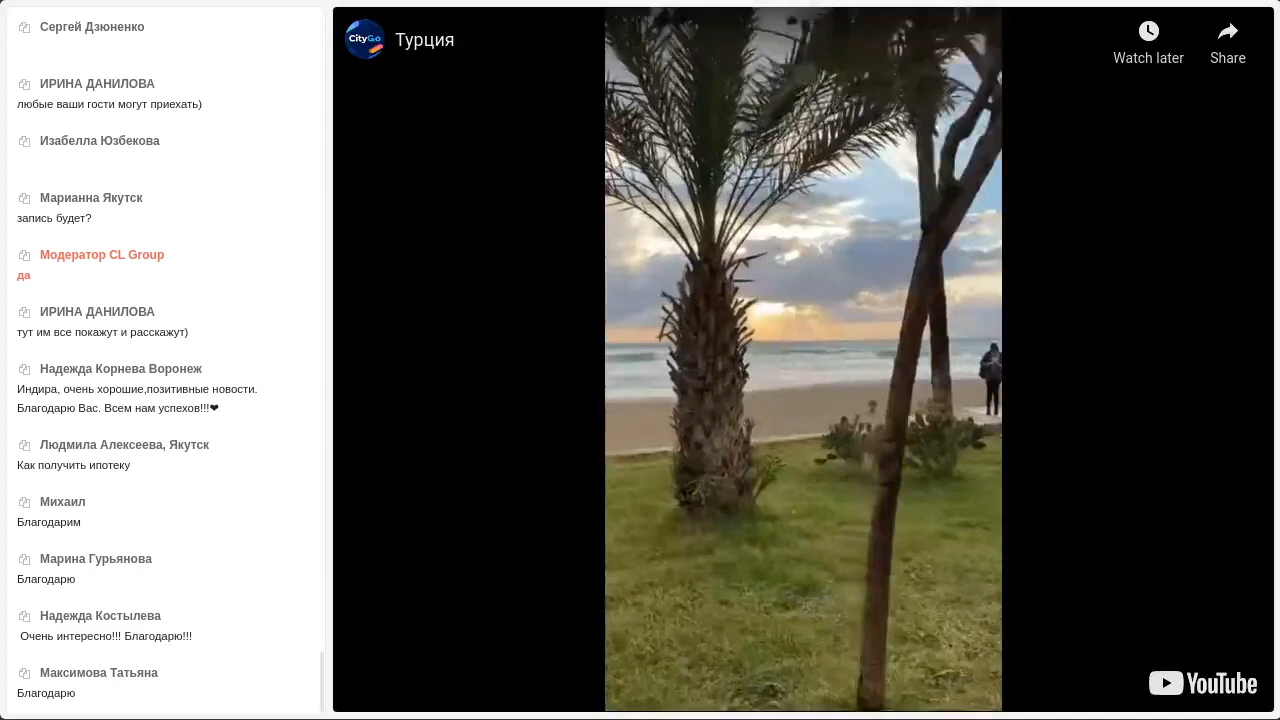 Сергей Дзюненко
ИРИНА ДАНИЛОВА
любые ваши гости могут приехать)
Изабелла Юзбекова
Марианна Якутск
запись будет?
Модератор CL Group
да
ИРИНА ДАНИЛОВА
тут им все покажут и расскажут)
Надежда Корнева Воронеж
Индира, очень хорошие,позитивные новости.
Благодарю Вас. Всем нам успехов!!!❤
Людмила Алексеева, Якутск
Как получить ипотеку
Михаил
Благодарим
Марина Гурьянова
Благодарю
Надежда Костылева
Очень интересно!!! Благодарю!!!
Максимова Татьяна
Благодарю
CityGo
Турция
Watch later
Share
YouTube